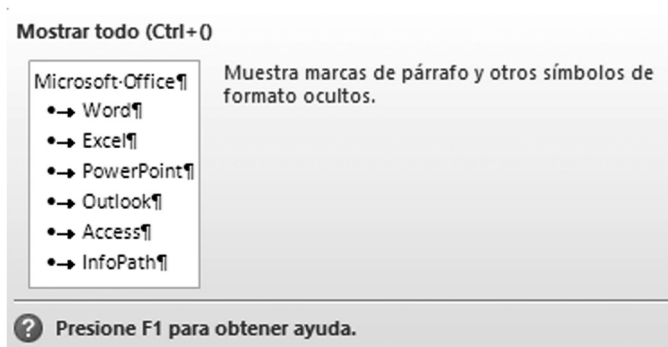 Mostrar todo (Ctrl+()
Microsoft·Office¶
•→ Word¶
•→ Excel¶
•→ PowerPoint¶
•→ Outlook¶
•→ Access¶
•→ InfoPath¶
Muestra marcas de párrafo y otros símbolos de
formato ocultos.
? Presione F1 para obtener ayuda.